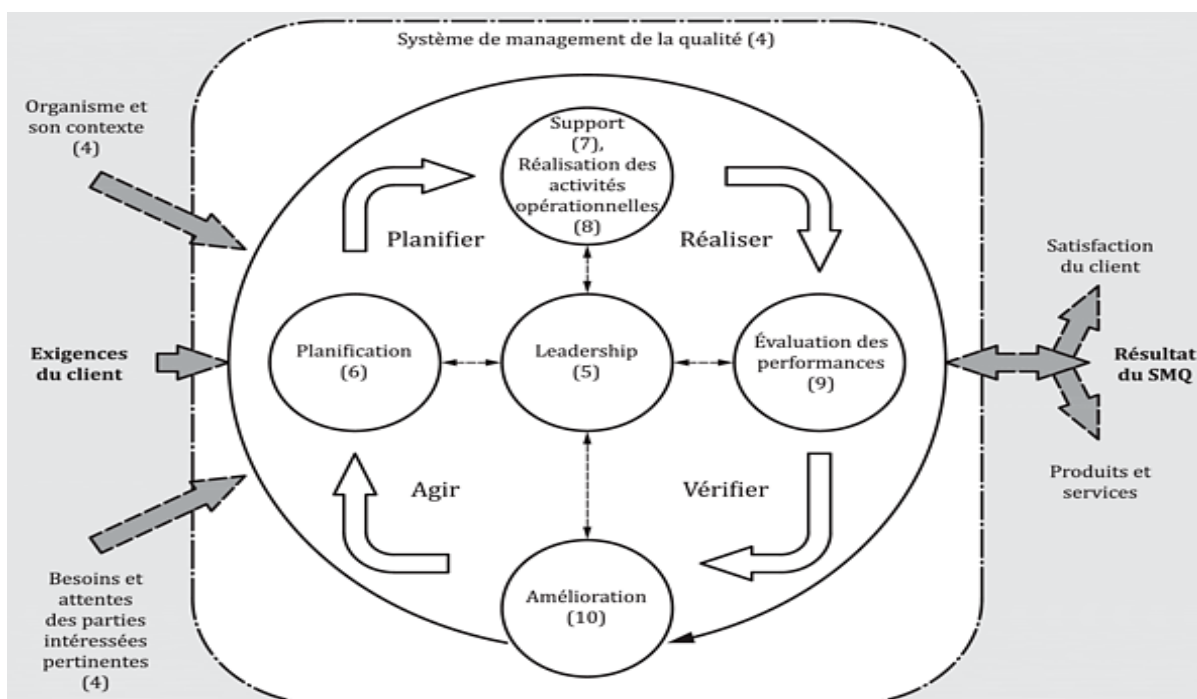 Système de management de la qualité (4)
Organisme et
son contexte
(4)
Support
(7),
Réalisation des
activités
opérationnelles
(8)
Planifier
Réaliser
Satisfaction
du client
Exigences
du client
Planification
(6)
Leadership
(5)
Évaluation des
performances
(9)
Résultat
du SMQ
Agir
Vérifier
Produits et
services
Besoins et
attentes
des parties
intéressées
pertinentes
(4)
Amélioration
(10)